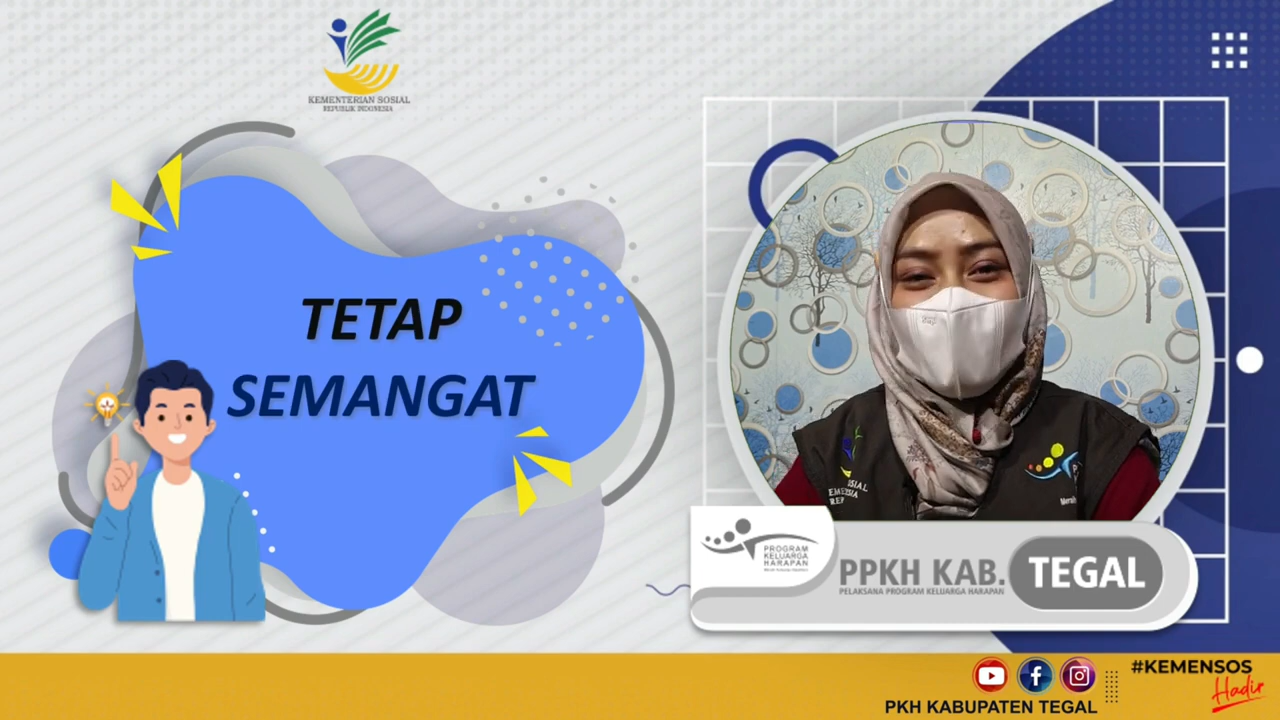 KEMENTERIAN SOSIAL
REPUBLIK INDONESIA
TETAP
SEMANGAT
PROGRAM
KELUARGA
HARAPAN
PPKH KAB. TEGAL
PELAKSANA PROGRAM KELUARGA HARAPAN
#KEMENSOS
Hadir
PKH KABUPATEN TEGAL